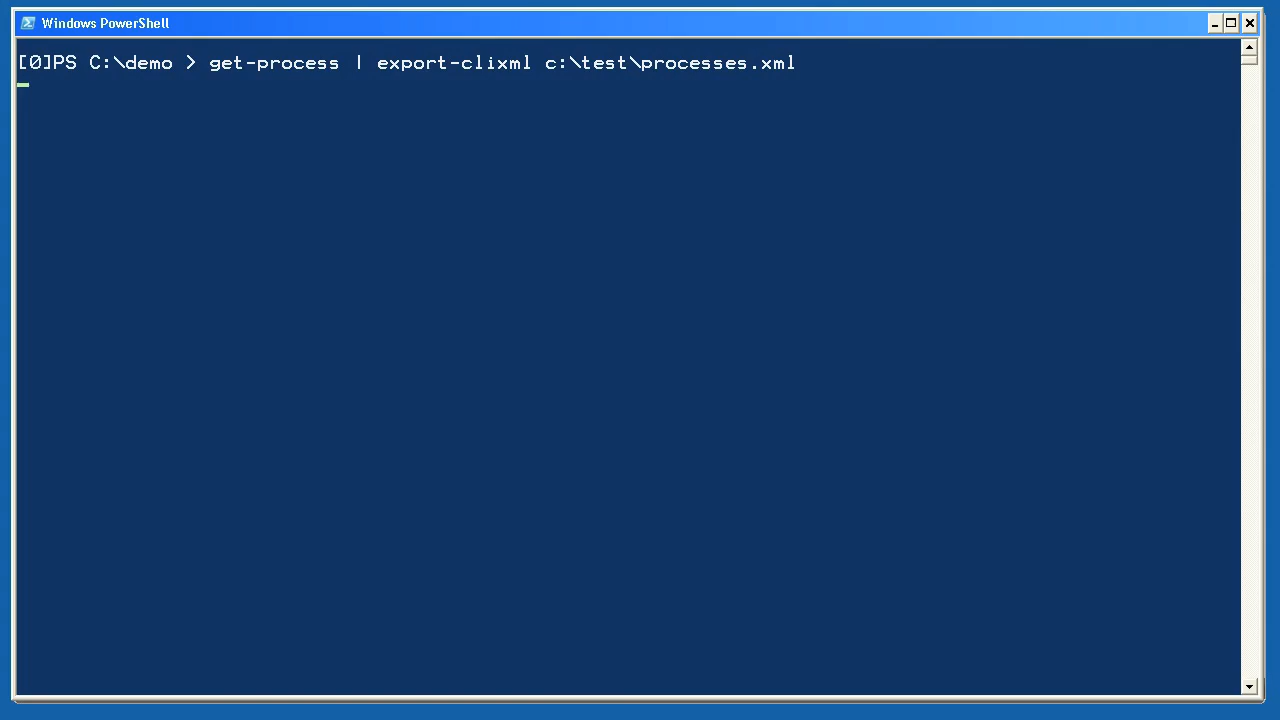 Windows PowerShell
[0]PS C:\demo > get-process | export-clixml c:\test\processes.xml